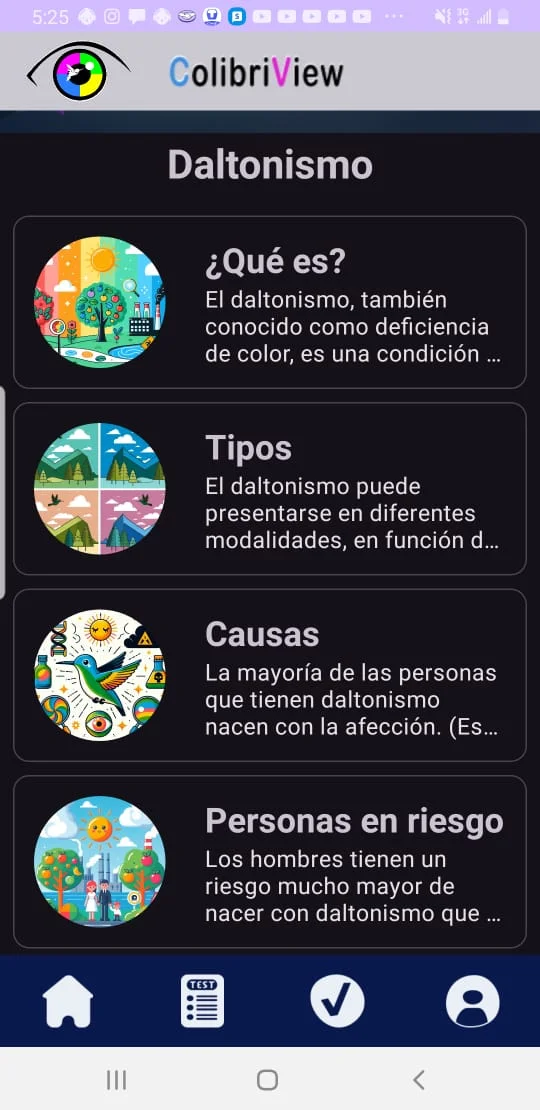 5:25
3G
ColibriView
Daltonismo
¿Qué es?
El daltonismo, también
conocido como deficiencia
de color, es una condición ...
Tipos
El daltonismo puede
presentarse en diferentes
modalidades, en función d...
Causas
La mayoría de las personas
que tienen daltonismo
nacen con la afección. (Es...
Personas en riesgo
Los hombres tienen un
riesgo mucho mayor de
nacer con daltonismo que ...
TEST